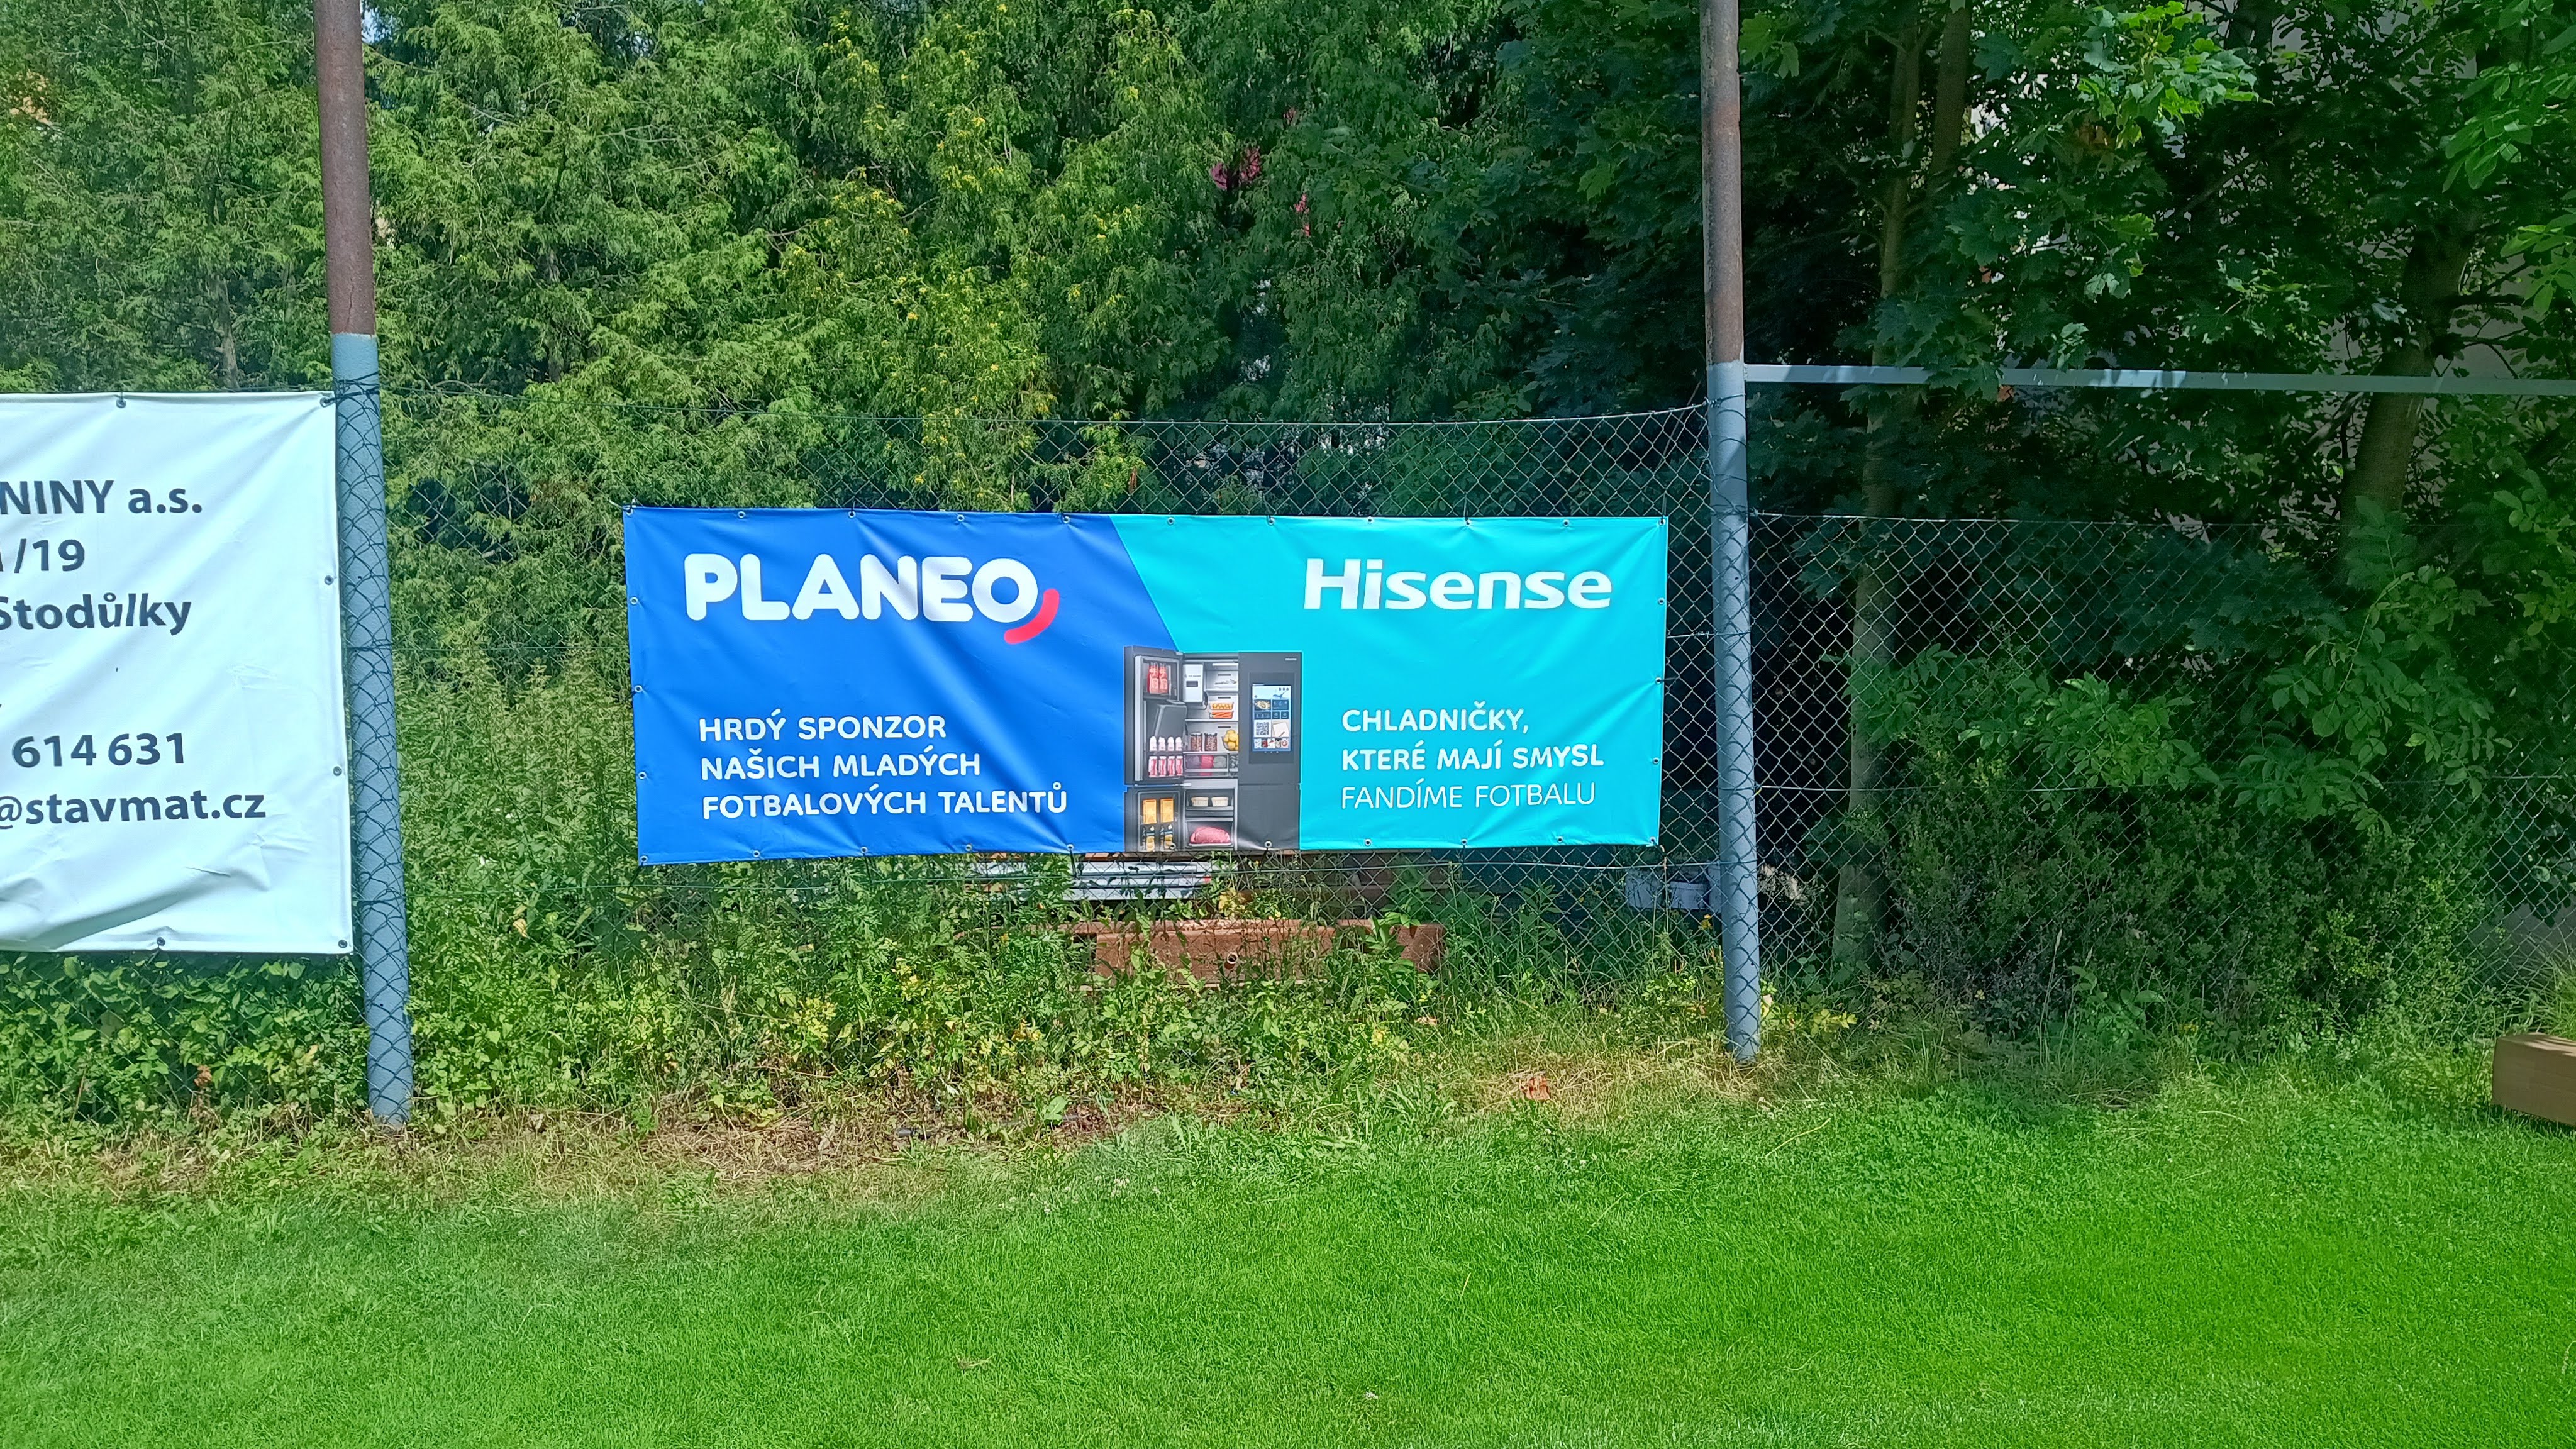 NINY a.s.
/19
Stodůlky
614 631
@stavmat.cz
PLANEO
HRDÝ SPONZOR
NAŠICH MLADÝCH
FOTBALOVÝCH TALENTŮ
Hisense
CHLADNIČKY,
KTERÉ MAJÍ SMYSL
FANDÍME FOTBALU